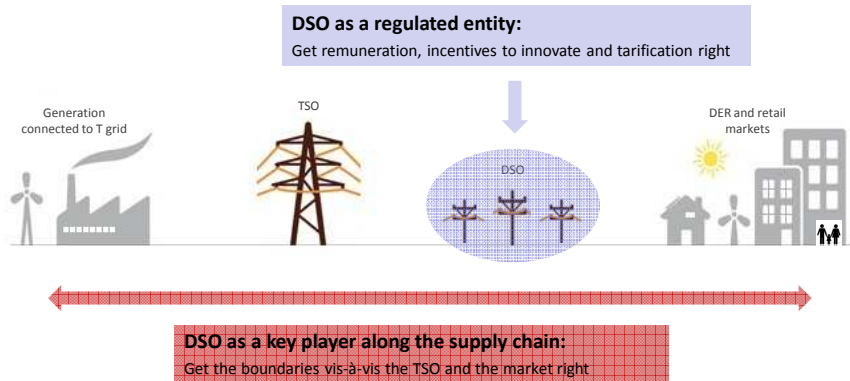 DSO as a regulated entity:
Get remuneration, incentives to innovate and tarification right
Generation
connected to T grid
TSO
DSO
DER and retail
markets
DSO as a key player along the supply chain:
Get the boundaries vis-à-vis the TSO and the market right